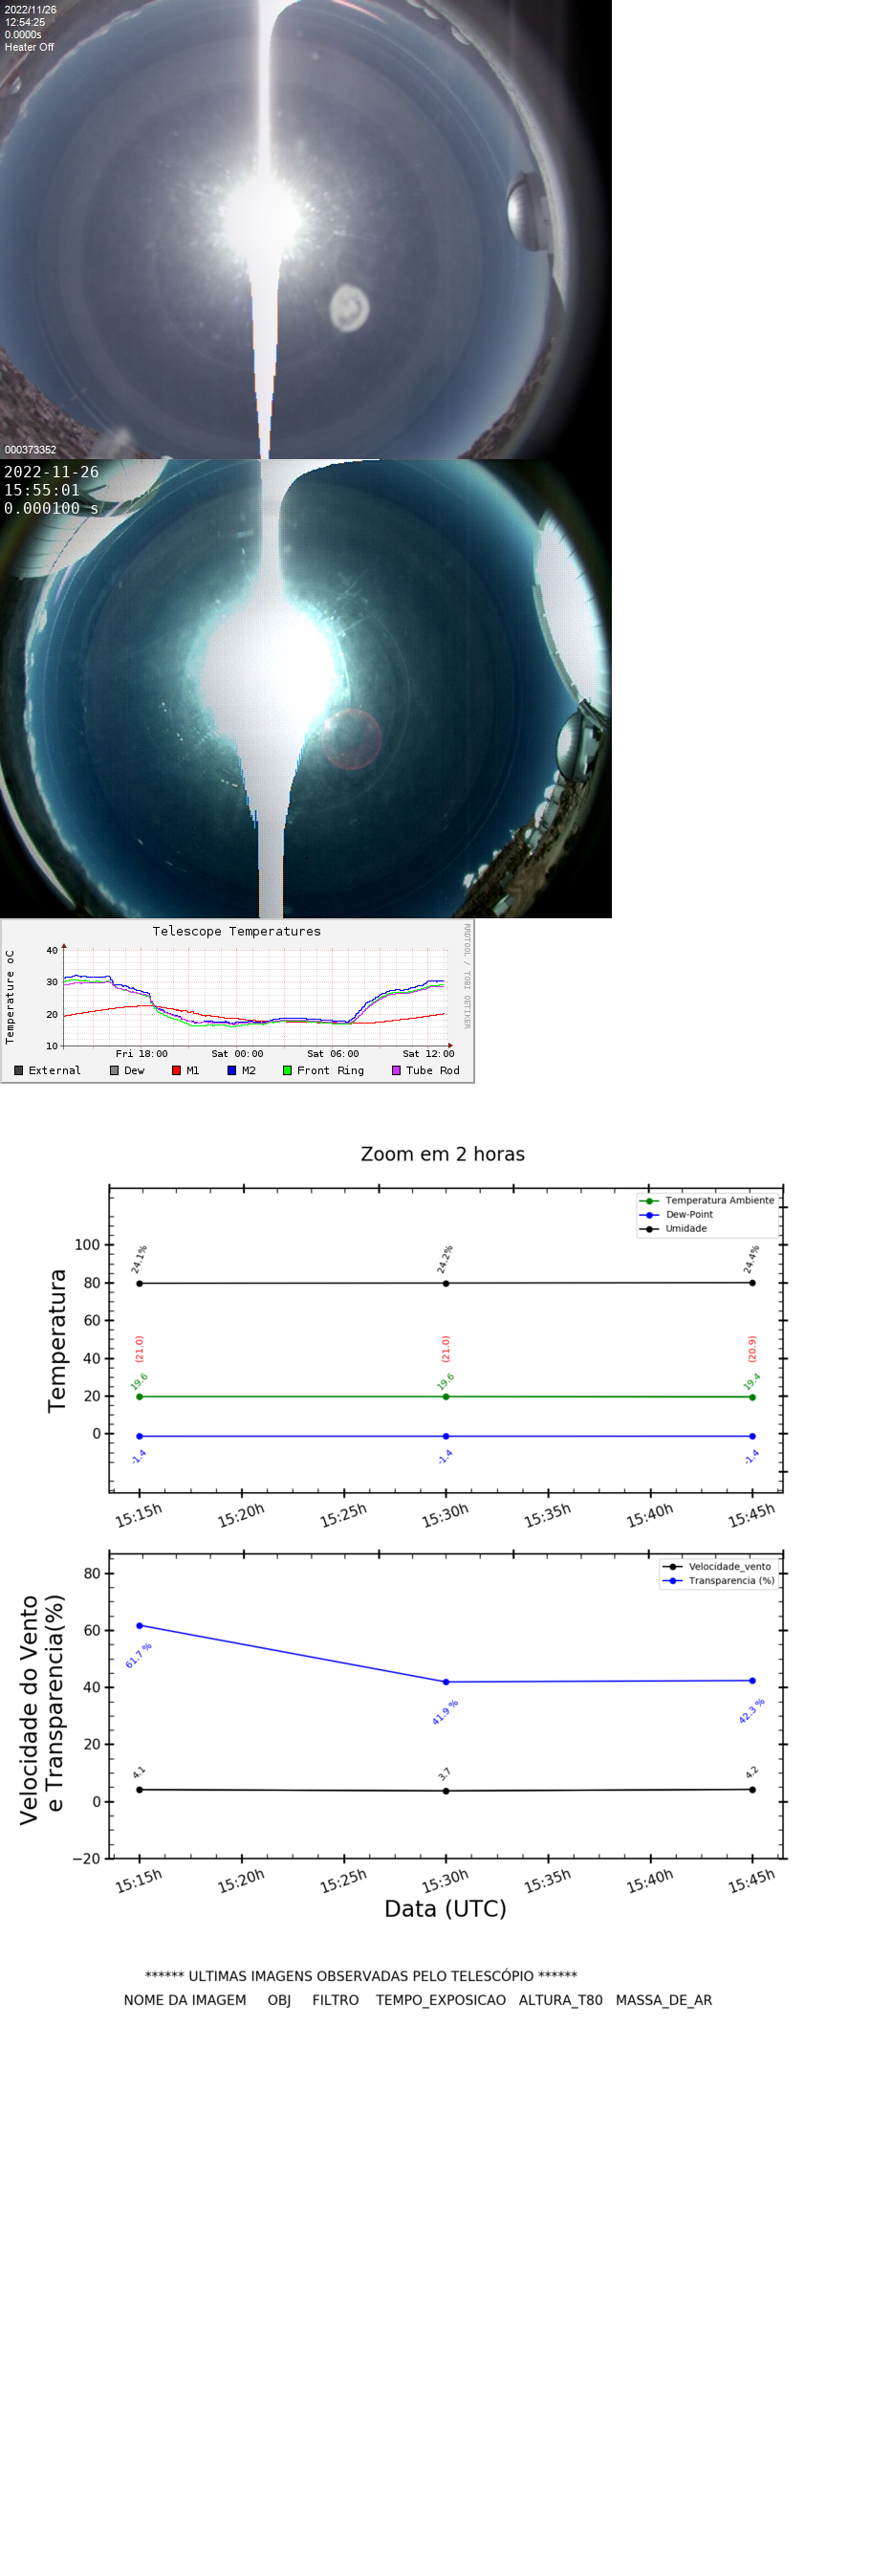 2022/11/26
12:54:25
0.0000s
Heater Off
000373352
2022-11-26
15:55:01
0.000100 s
Telescope Temperatures
RRDTOOL / TOBI OETIKER
Temperature oC
40
30
20
10
Fri 18:00 Sat 00:00 Sat 06:00 Sat 12:00
External Dew M1 M2 Front Ring Tube Rod
Zoom em 2 horas
Temperatura Ambiente
Dew-Point
Umidade
Temperatura
100
80
60
40
20
0
24.1% 24.2% 24.4%
(21.0) (21.0) (20.9)
19.6 19.6 19.4
-1.4 -1.4 -1.4
15:15h 15:20h 15:25h 15:30h 15:35h 15:40h 15:45h
Velocidade_vento
Transparencia (%)
Velocidade do Vento
e Transparencia(%)
80
60
40
20
0
−20
61.7 % 41.9 % 42.3 %
4.1 3.7 4.2
15:15h 15:20h 15:25h 15:30h 15:35h 15:40h 15:45h
Data (UTC)
****** ULTIMAS IMAGENS OBSERVADAS PELO TELESCÓPIO ******
NOME DA IMAGEM OBJ FILTRO TEMPO_EXPOSICAO ALTURA_T80 MASSA_DE_AR